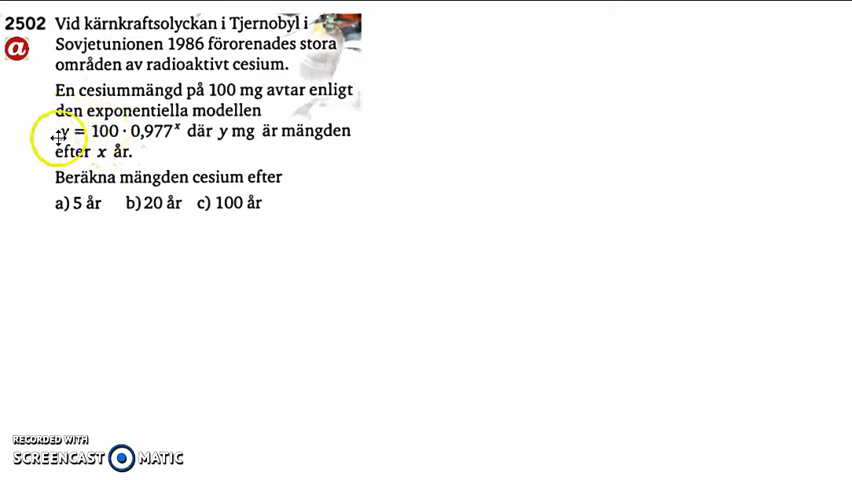 2502 Vid kärnkraftsolyckan i Tjernobyl i
a Sovjetunionen 1986 förorenades stora
områden av radioaktivt cesium.
En cesiummängd på 100 mg avtar enligt
den exponentiella modellen
y = 100 · 0,977ˣ där y mg är mängden
efter x år.
Beräkna mängden cesium efter
a) 5 år b) 20 år c) 100 år
RECORDED WITH
SCREENCAST MATIC